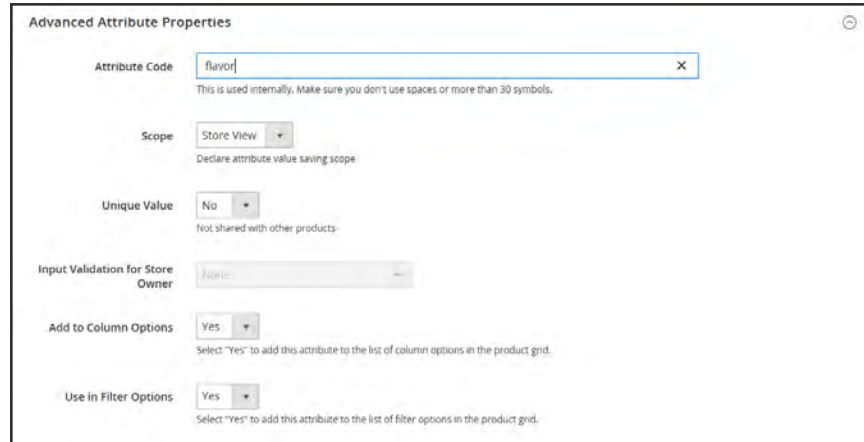 Advanced Attribute Properties
Attribute Code
flavor
This is used internally. Make sure you don't use spaces or more than 30 symbols.
Scope
Store View
Declare attribute value saving scope
Unique Value
No
Not shared with other products
Input Validation for Store
Owner
None
Add to Column Options
Yes
Select "Yes" to add this attribute to the list of column options in the product grid.
Use in Filter Options
Yes
Select "Yes" to add this attribute to the list of filter options in the product grid.